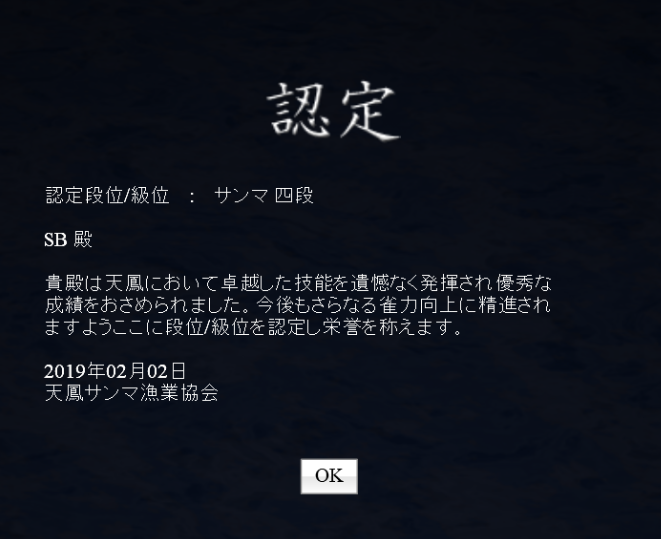 認定
認定段位/級位 : サンマ 四段
SB 殿
貴殿は天鳳において卓越した技能を遺憾なく発揮され優秀な
成績をおさめられました。今後もさらなる雀力向上に精進され
ますようここに段位/級位を認定し栄誉を称えます。
2019年02月02日
天鳳サンマ漁業協会
OK